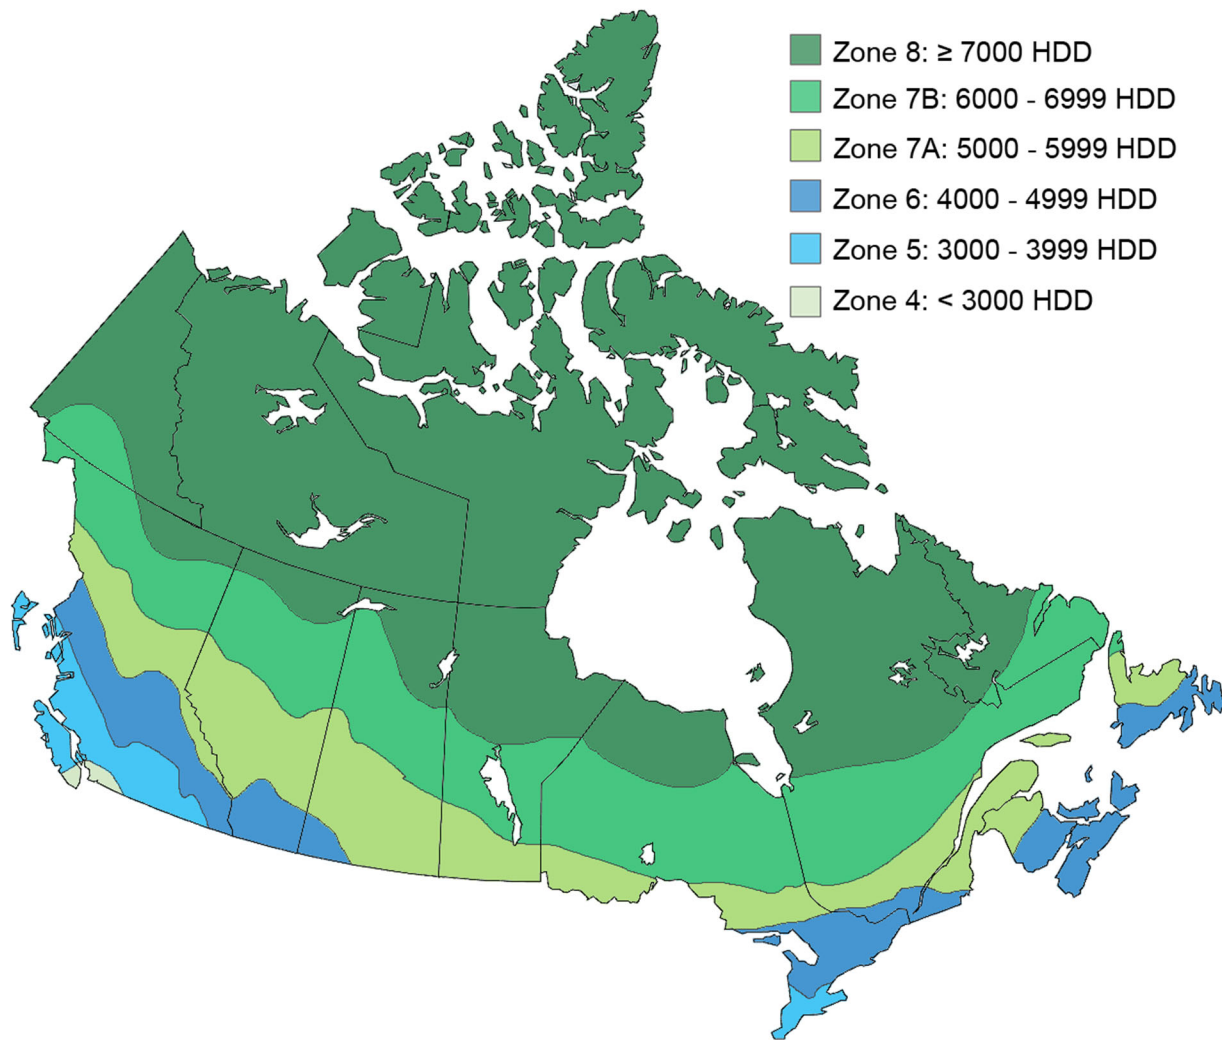 Zone 8: ≥ 7000 HDD
Zone 7B: 6000 - 6999 HDD
Zone 7A: 5000 - 5999 HDD
Zone 6: 4000 - 4999 HDD
Zone 5: 3000 - 3999 HDD
Zone 4: < 3000 HDD